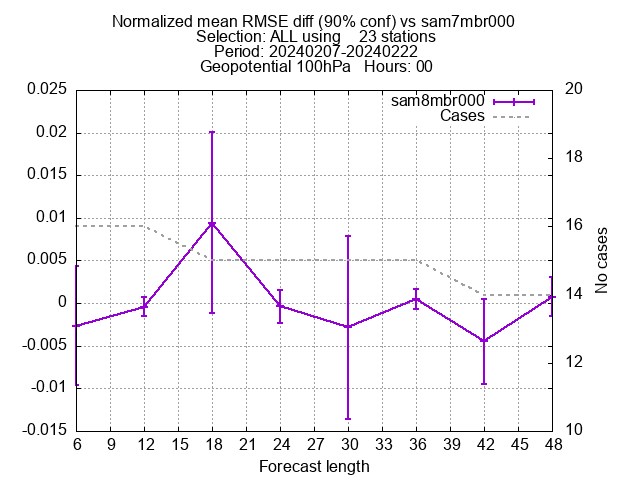 Normalized mean RMSE diff (90% conf) vs sam7mbr000
Selection: ALL using    23 stations
Period: 20240207-20240222
Geopotential 100hPa   Hours: 00
sam8mbr000
Cases
0.025
0.02
0.015
0.01
0.005
0
-0.005
-0.01
-0.015
20
18
16
14
12
10
No cases
6 9 12 15 18 21 24 27 30 33 36 39 42 45 48
Forecast length